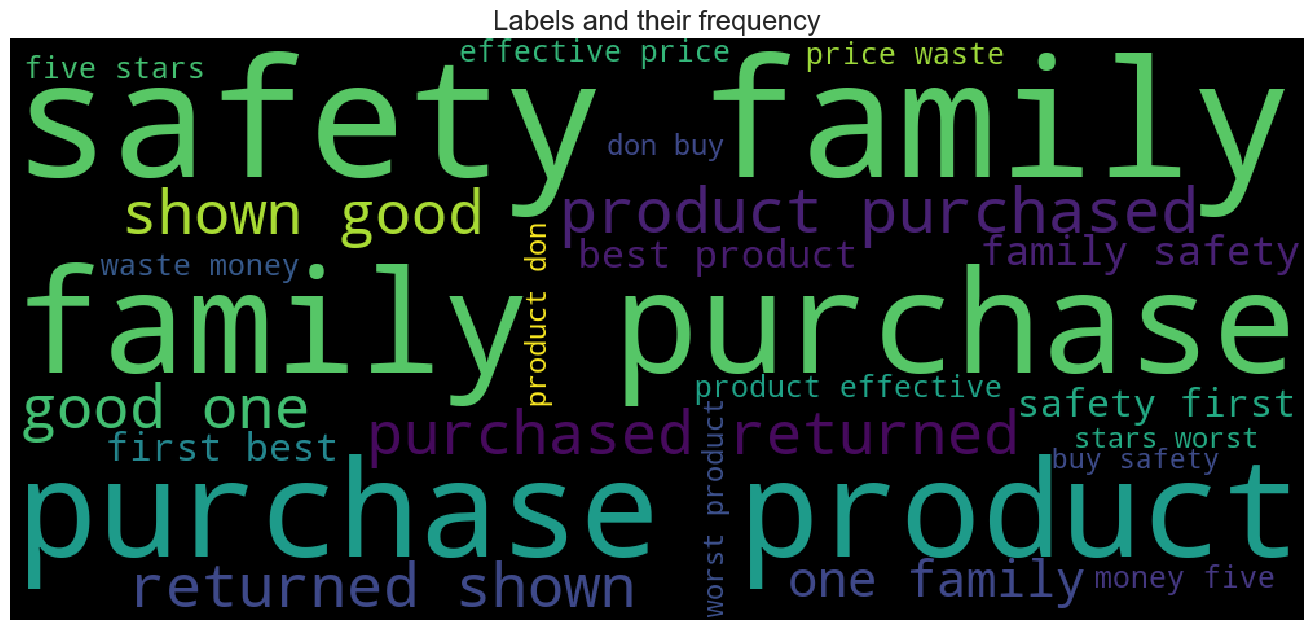 Labels and their frequency
five stars
effective price
price waste
safety family
don buy
shown good
product purchased
product don
best product
family safety
waste money
family purchase
product effective
good one
safety first
purchased returned
first best
stars worst
worst product
buy safety
purchase product
returned shown
one family
money five